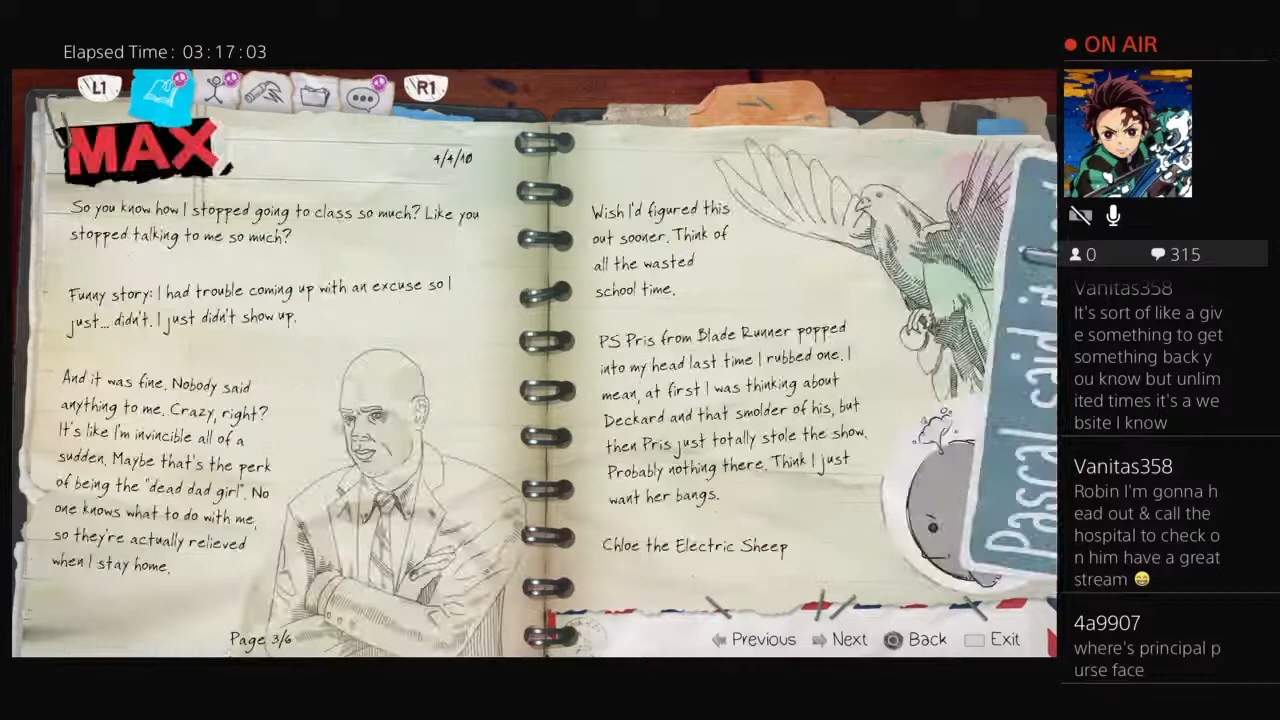 Elapsed Time: 03:17:03
ON AIR
L1
R1
MAX.
4/4/10
So you know how I stopped going to class so much? Like you
stopped talking to me so much?
Funny story: I had trouble coming up with an excuse so I
just... didn't. I just didn't show up.
And it was fine. Nobody said
anything to me. Crazy, right?
It's like I'm invincible all of a
sudden. Maybe that's the perk
of being the "dead dad girl". No
one knows what to do with me,
so they're actually relieved
when I stay home.
Page 3/6
Wish I'd figured this
out sooner. Think of
all the wasted
school time.
PS Pris from Blade Runner popped
into my head last time I rubbed one. I
mean, at first I was thinking about
Deckard and that smolder of his, but
then Pris just totally stole the show.
Probably nothing there. Think I just
want her bangs.
Chloe the Electric Sheep
Pascal said it
Previous
Next
Back
Exit
0
315
Vanitas358
It's sort of like a giv
e something to get
something back y
ou know but unlim
ited times it's a we
bsite I know
Vanitas358
Robin I'm gonna h
ead out & call the
hospital to check o
n him have a great
stream 😁
4a9907
where's principal p
urse face